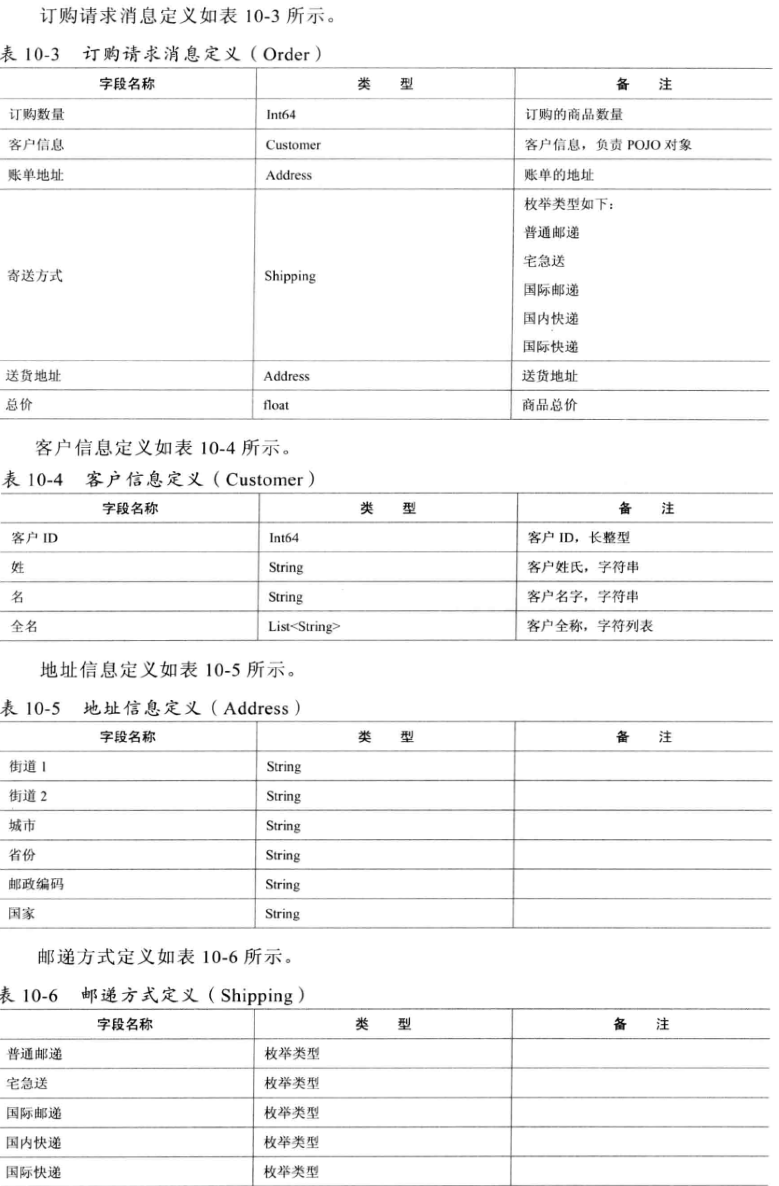 订购请求消息定义如表 10-3 所示。
表 10-3 订购请求消息定义（Order）
字段名称 类 型 备 注
订购数量 Int64 订购的商品数量
客户信息 Customer 客户信息，负责 POJO 对象
账单地址 Address 账单的地址
寄送方式 Shipping 枚举类型如下：
普通邮递
宅急送
国际邮递
国内快递
国际快递
送货地址 Address 送货地址
总价 float 商品总价
客户信息定义如表 10-4 所示。
表 10-4 客户信息定义（Customer）
字段名称 类 型 备 注
客户 ID Int64 客户 ID，长整型
姓 String 客户姓氏，字符串
名 String 客户名字，字符串
全名 List<String> 客户全称，字符列表
地址信息定义如表 10-5 所示。
表 10-5 地址信息定义（Address）
字段名称 类 型 备 注
街道 1 String
街道 2 String
城市 String
省份 String
邮政编码 String
国家 String
邮递方式定义如表 10-6 所示。
表 10-6 邮递方式定义（Shipping）
字段名称 类 型 备 注
普通邮递 枚举类型
宅急送 枚举类型
国际邮递 枚举类型
国内快递 枚举类型
国际快递 枚举类型